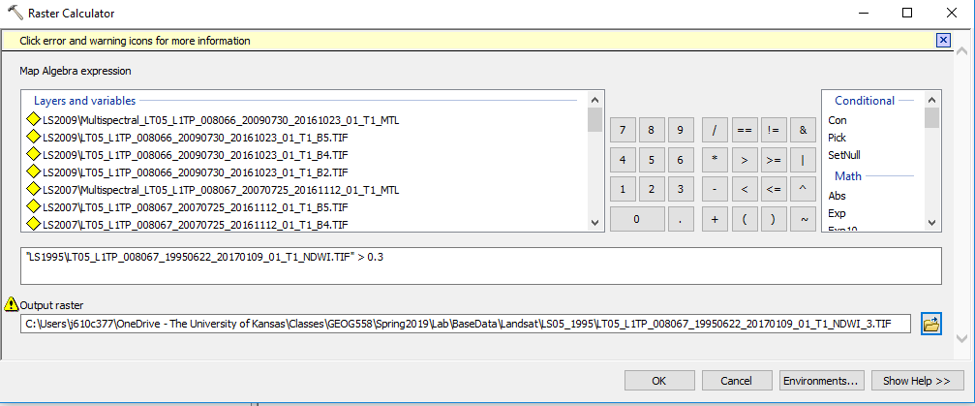 Raster Calculator
Click error and warning icons for more information
Map Algebra expression
Layers and variables
LS2009\Multispectral_LT05_L1TP_008066_20090730_20161023_01_T1_MTL
LS2009\LT05_L1TP_008066_20090730_20161023_01_T1_B5.TIF
LS2009\LT05_L1TP_008066_20090730_20161023_01_T1_B4.TIF
LS2009\LT05_L1TP_008066_20090730_20161023_01_T1_B2.TIF
LS2007\Multispectral_LT05_L1TP_008067_20070725_20161112_01_T1_MTL
LS2007\LT05_L1TP_008067_20070725_20161112_01_T1_B5.TIF
LS2007\LT05_L1TP_008067_20070725_20161112_01_T1_B4.TIF
7 8 9 / == != &
4 5 6 * > >= |
1 2 3 - < <= ^
0 . + ( ) ~
Conditional
Con
Pick
SetNull
Math
Abs
Exp
Exp10
"LS1995\LT05_L1TP_008067_19950622_20170109_01_T1_NDWI.TIF" > 0.3
Output raster
C:\Users\j610c377\OneDrive - The University of Kansas\Classes\GEOG558\Spring2019\Lab\BaseData\Landsat\LS05_1995\LT05_L1TP_008067_19950622_20170109_01_T1_NDWI_3.TIF
OK
Cancel
Environments...
Show Help >>